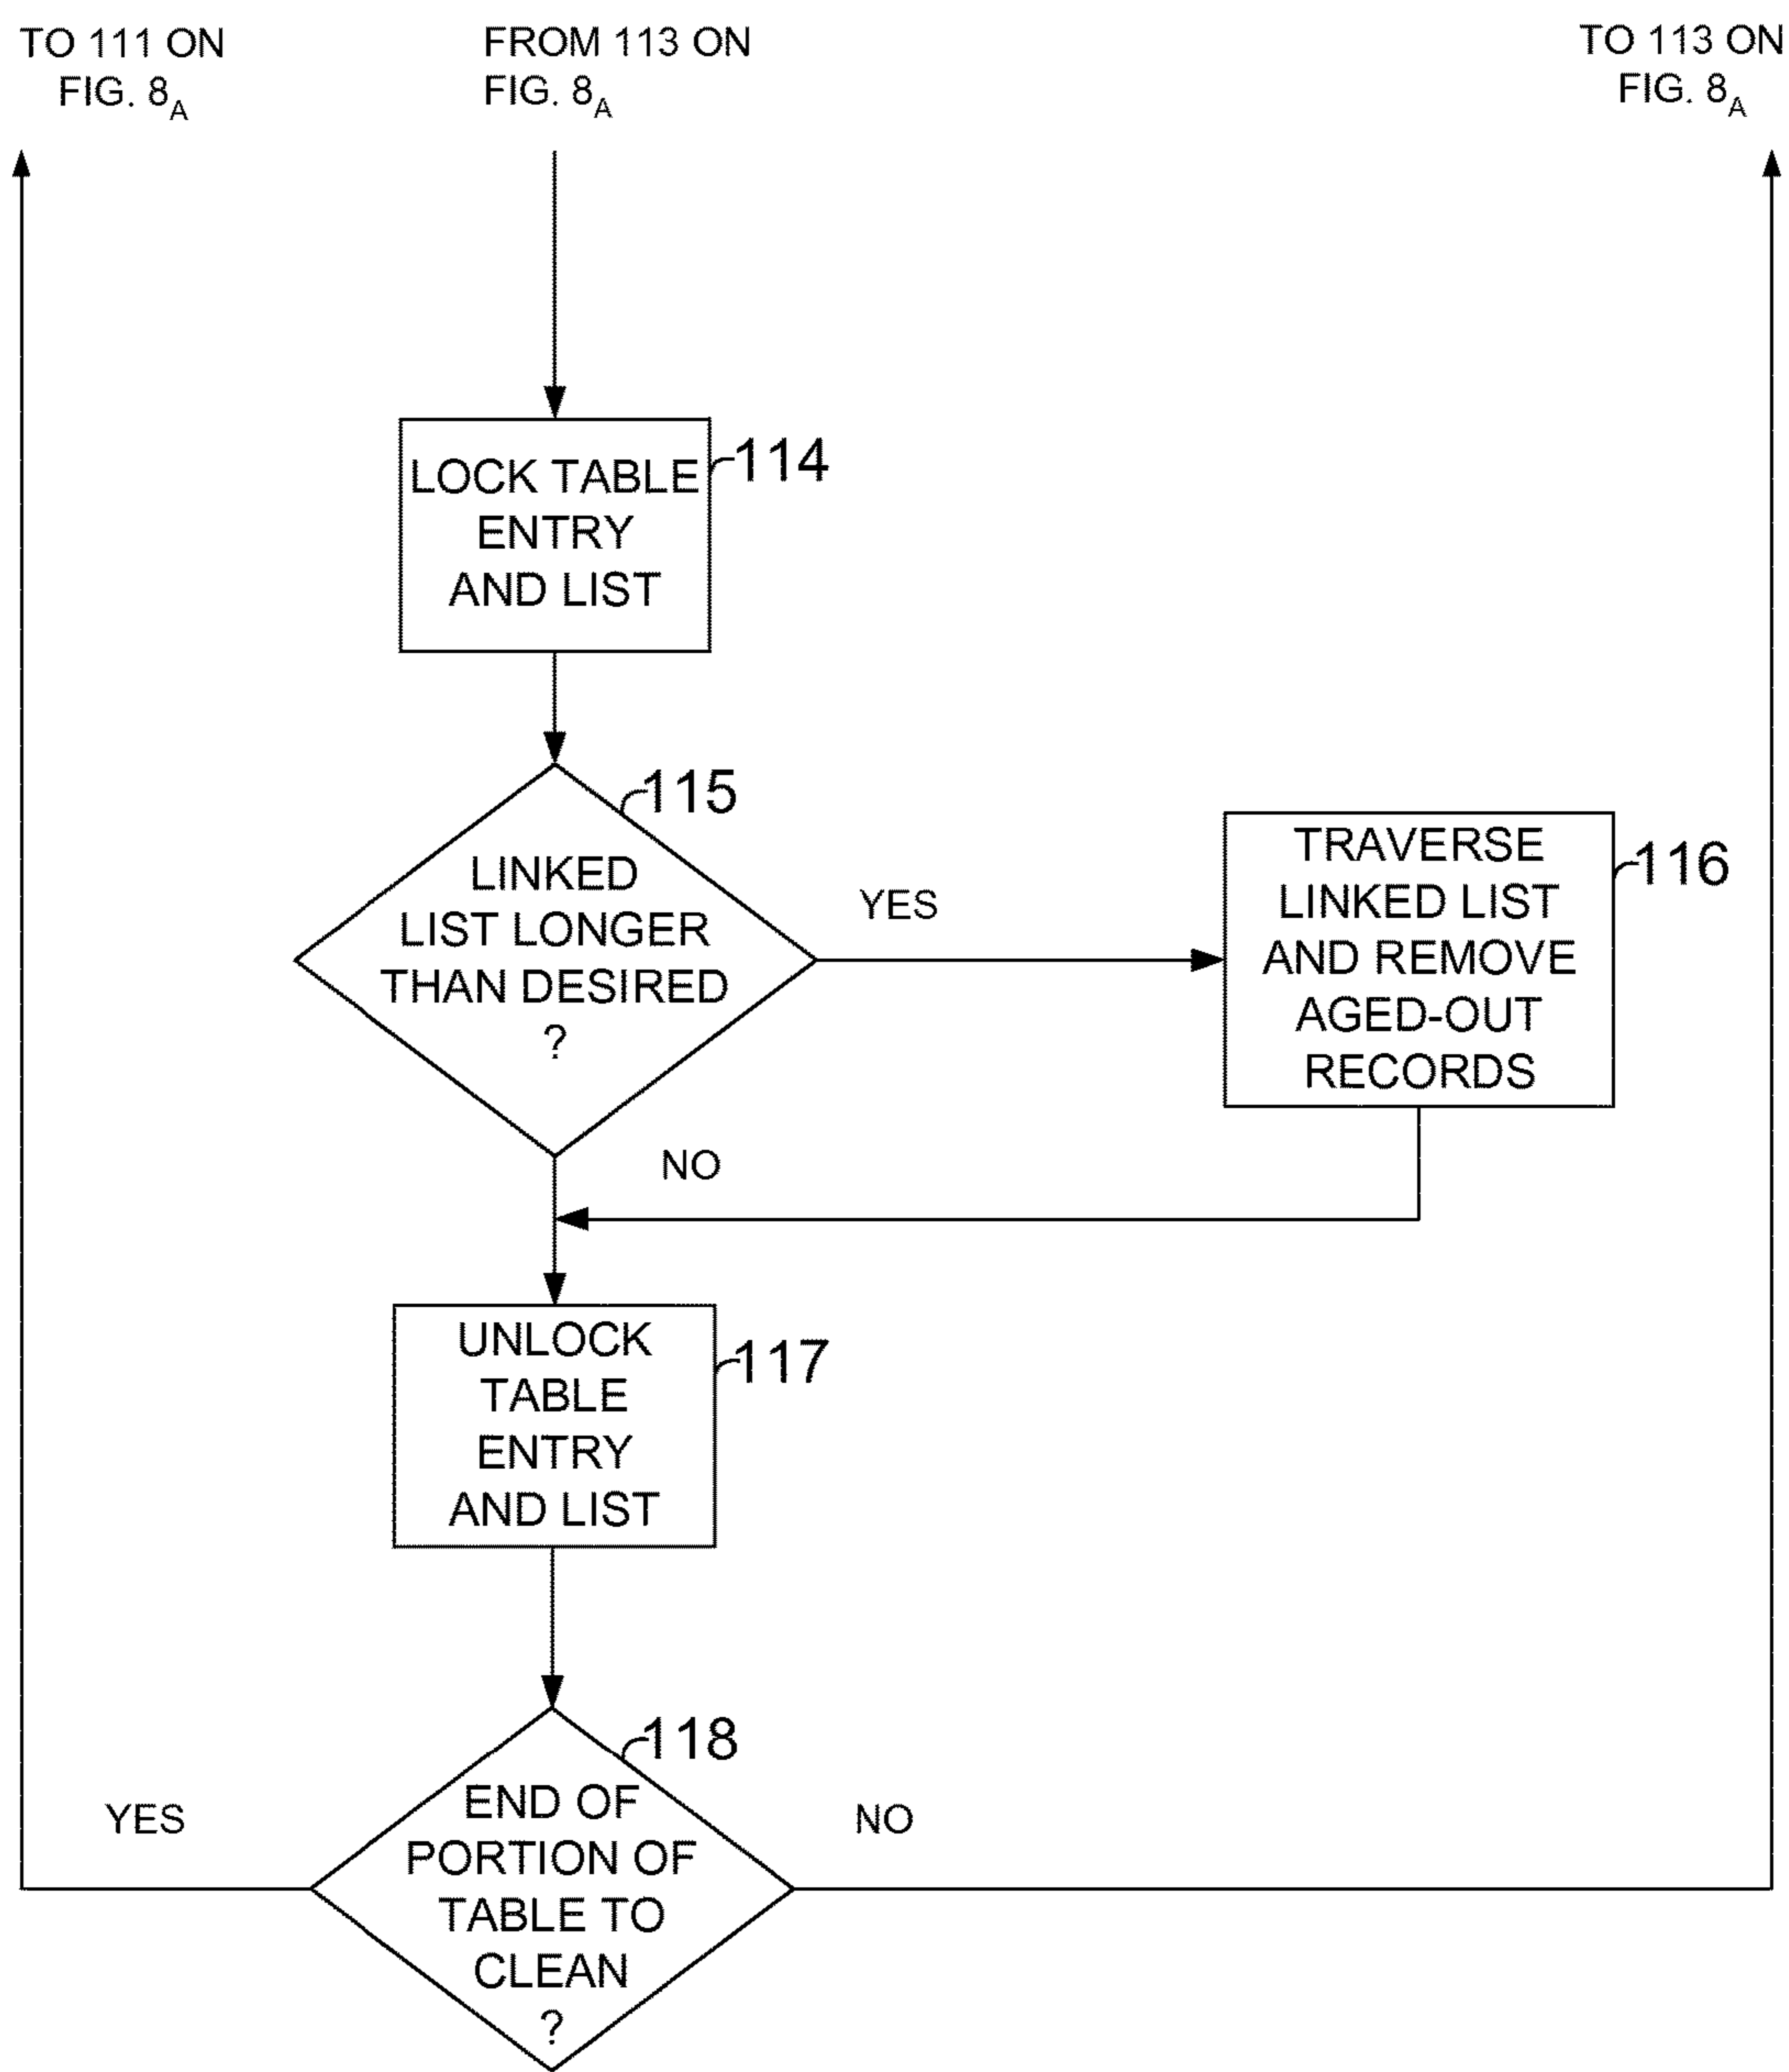 TO 111 ON
FIG. 8A
FROM 113 ON
FIG. 8A
TO 113 ON
FIG. 8A
LOCK TABLE
ENTRY
AND LIST
114
LINKED
LIST LONGER
THAN DESIRED
?
115
YES
TRAVERSE
LINKED LIST
AND REMOVE
AGED-OUT
RECORDS
116
NO
UNLOCK
TABLE
ENTRY
AND LIST
117
118
YES
END OF
PORTION OF
TABLE TO
CLEAN
?
NO